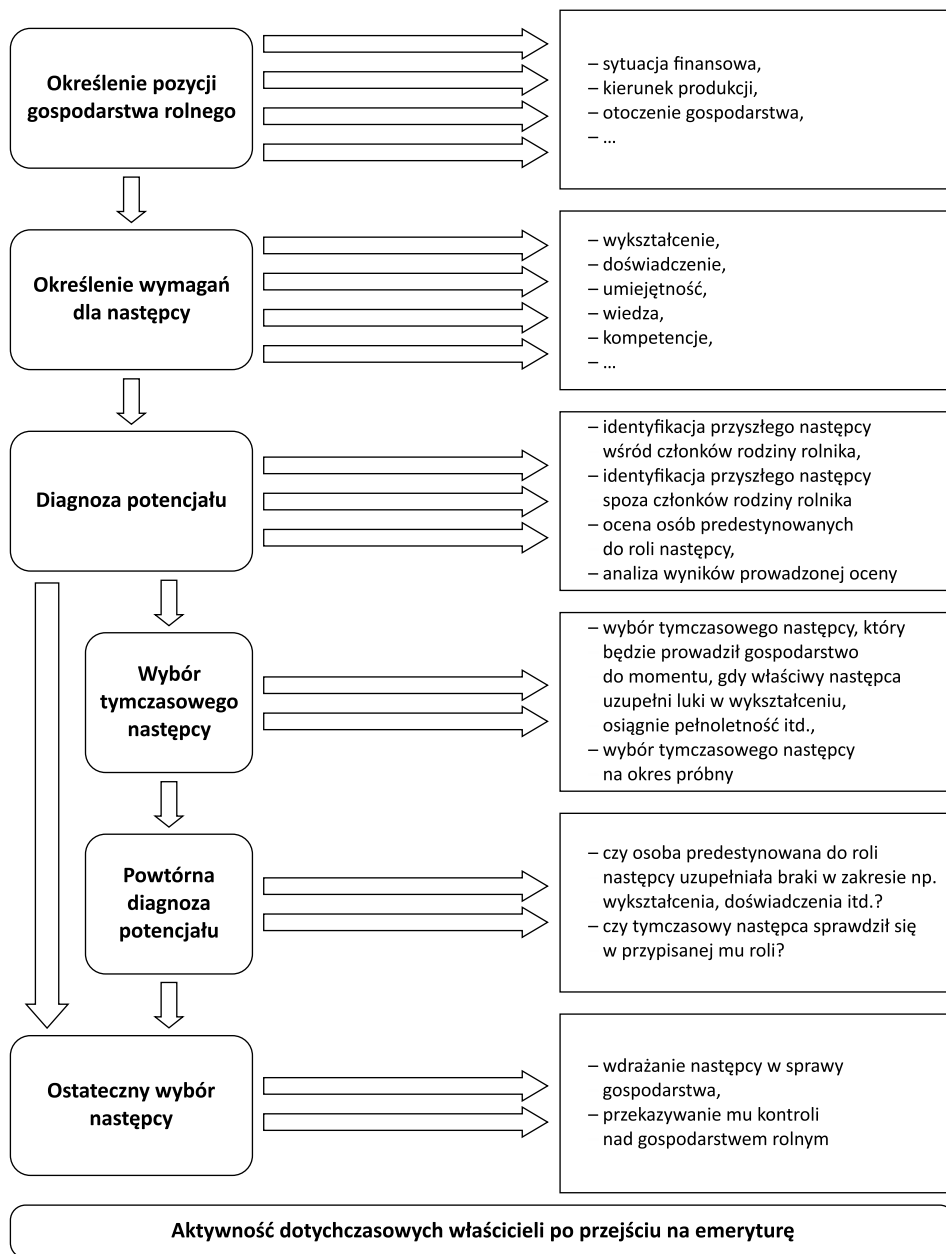 Określenie pozycji
gospodarstwa rolnego
– sytuacja finansowa,
– kierunek produkcji,
– otoczenie gospodarstwa,
– ...
Określenie wymagań
dla następcy
– wykształcenie,
– doświadczenie,
– umiejętność,
– wiedza,
– kompetencje,
– ...
Diagnoza potencjału
– identyfikacja przyszłego następcy
wśród członków rodziny rolnika,
– identyfikacja przyszłego następcy
spoza członków rodziny rolnika
– ocena osób predestynowanych
do roli następcy,
– analiza wyników prowadzonej oceny
Wybór
tymczasowego
następcy
– wybór tymczasowego następcy, który
będzie prowadził gospodarstwo
do momentu, gdy właściwy następca
uzupełni luki w wykształceniu,
osiągnie pełnoletność itd.,
– wybór tymczasowego następcy
na okres próbny
Powtórna
diagnoza
potencjału
– czy osoba predestynowana do roli
następcy uzupełniała braki w zakresie np.
wykształcenia, doświadczenia itd.?
– czy tymczasowy następca sprawdził się
w przypisanej mu roli?
Ostateczny wybór
następcy
– wdrażanie następcy w sprawy
gospodarstwa,
– przekazywanie mu kontroli
nad gospodarstwem rolnym
Aktywność dotychczasowych właścicieli po przejściu na emeryturę